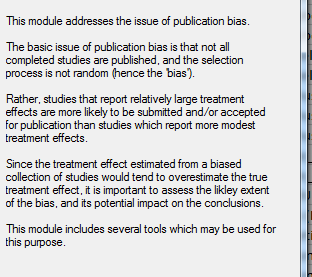 This module addresses the issue of publication bias.
The basic issue of publication bias is that not all
completed studies are published, and the selection
process is not random (hence the 'bias').
Rather, studies that report relatively large treatment
effects are more likely to be submitted and/or accepted
for publication than studies which report more modest
treatment effects.
Since the treatment effect estimated from a biased
collection of studies would tend to overestimate the true
treatment effect, it is important to assess the likley extent
of the bias, and its potential impact on the conclusions.
This module includes several tools which may be used for
this purpose.